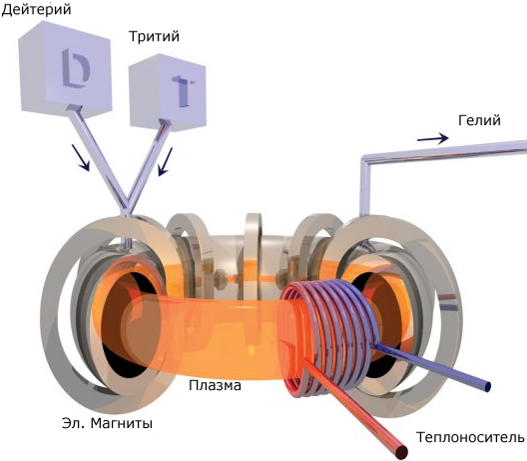 Дейтерий
Тритий
D
T
Гелий
Плазма
Эл. Магниты
Теплоноситель